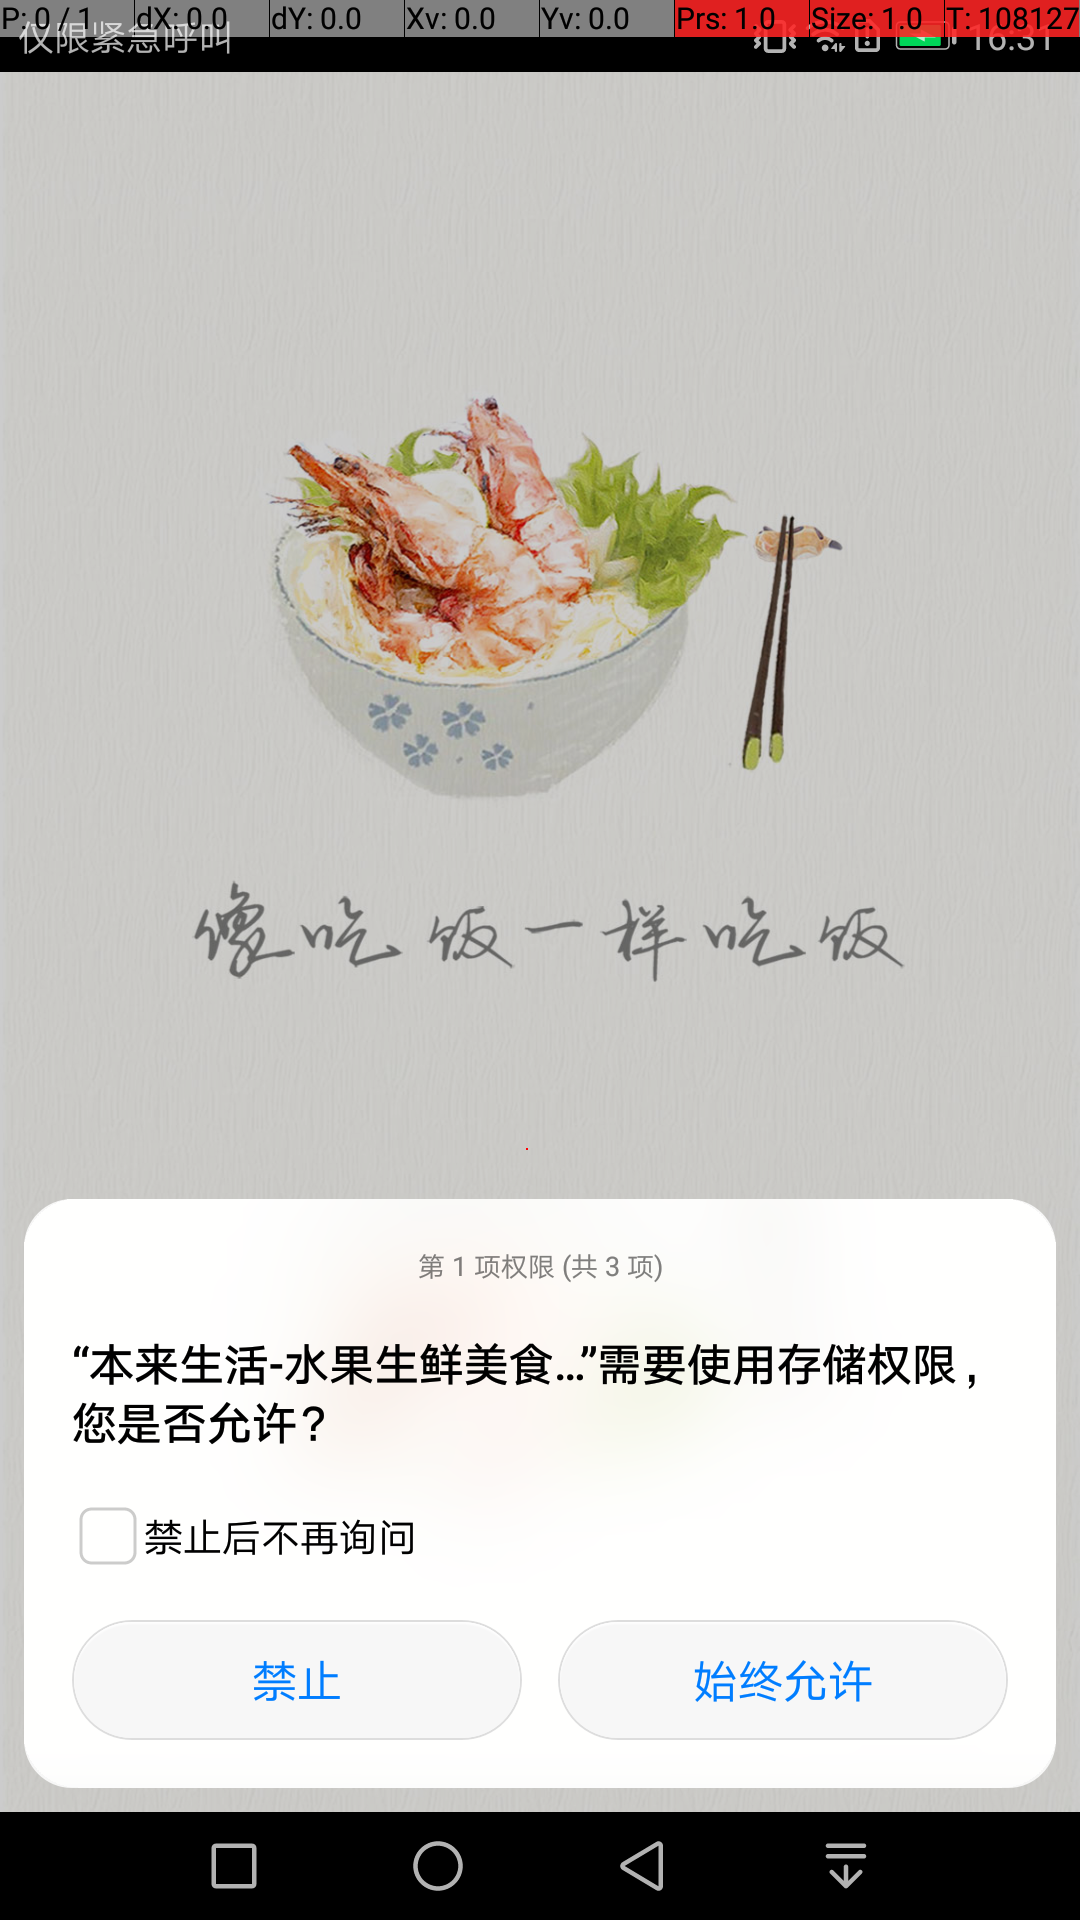 P: 0 / 1 dX: 0.0 dY: 0.0 Xv: 0.0 Yv: 0.0 Prs: 1.0 Size: 1.0 T: 108127
仅限紧急呼叫 16:31
像吃饭一样吃饭
第 1 项权限 (共 3 项)
“本来生活-水果生鲜美食...”需要使用存储权限，
您是否允许？
禁止后不再询问
禁止 始终允许